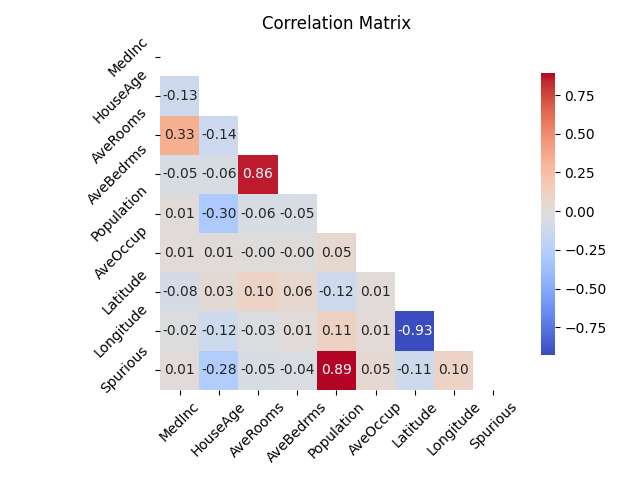 Correlation Matrix
MedInc
HouseAge -0.13
AveRooms 0.33 -0.14
AveBedrms -0.05 -0.06 0.86
Population 0.01 -0.30 -0.06 -0.05
AveOccup 0.01 0.01 -0.00 -0.00 0.05
Latitude -0.08 0.03 0.10 0.06 -0.12 0.01
Longitude -0.02 -0.12 -0.03 0.01 0.11 0.01 -0.93
Spurious 0.01 -0.28 -0.05 -0.04 0.89 0.05 -0.11 0.10
MedInc HouseAge AveRooms AveBedrms Population AveOccup Latitude Longitude Spurious
0.75
0.50
0.25
0.00
−0.25
−0.50
−0.75